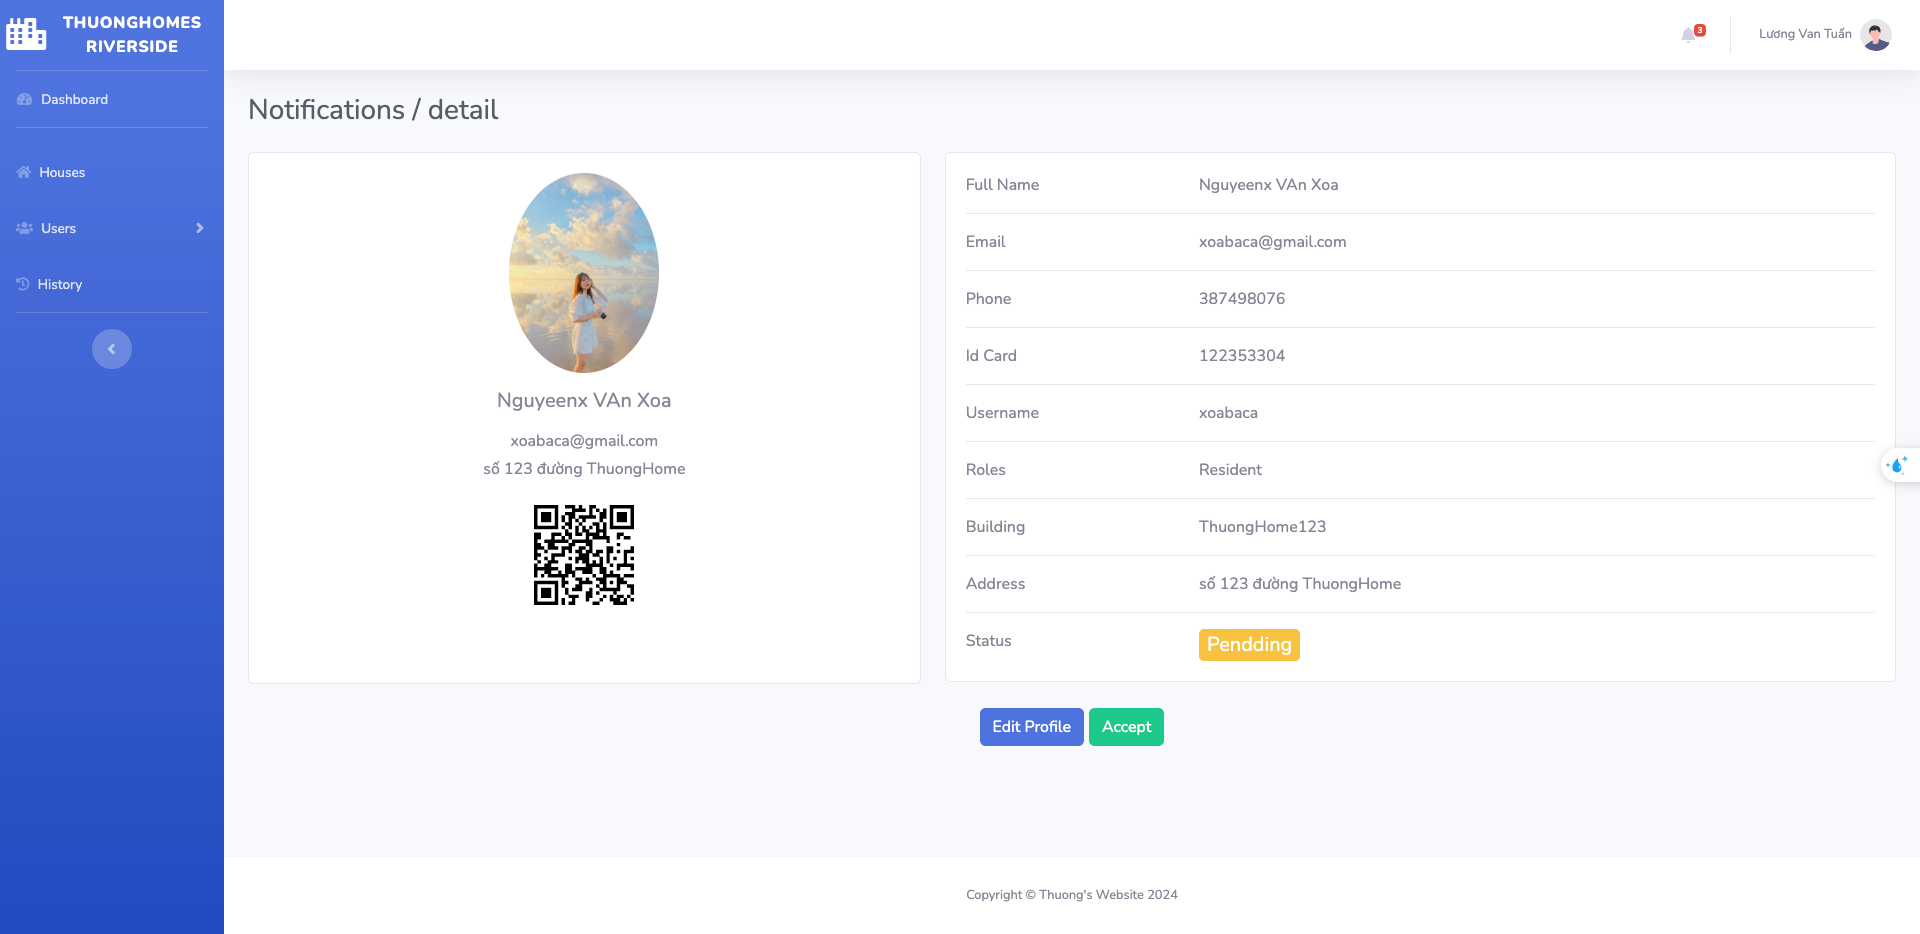 THUONGHOMES
RIVERSIDE
Dashboard
Houses
Users
History
3
Lương Van Tuấn
Notifications / detail
Nguyeenx VAn Xoa
xoabaca@gmail.com
số 123 đường ThuongHome
Full Name Nguyeenx VAn Xoa
Email xoabaca@gmail.com
Phone 387498076
Id Card 122353304
Username xoabaca
Roles Resident
Building ThuongHome123
Address số 123 đường ThuongHome
Status Pendding
Edit Profile Accept
Copyright © Thuong's Website 2024